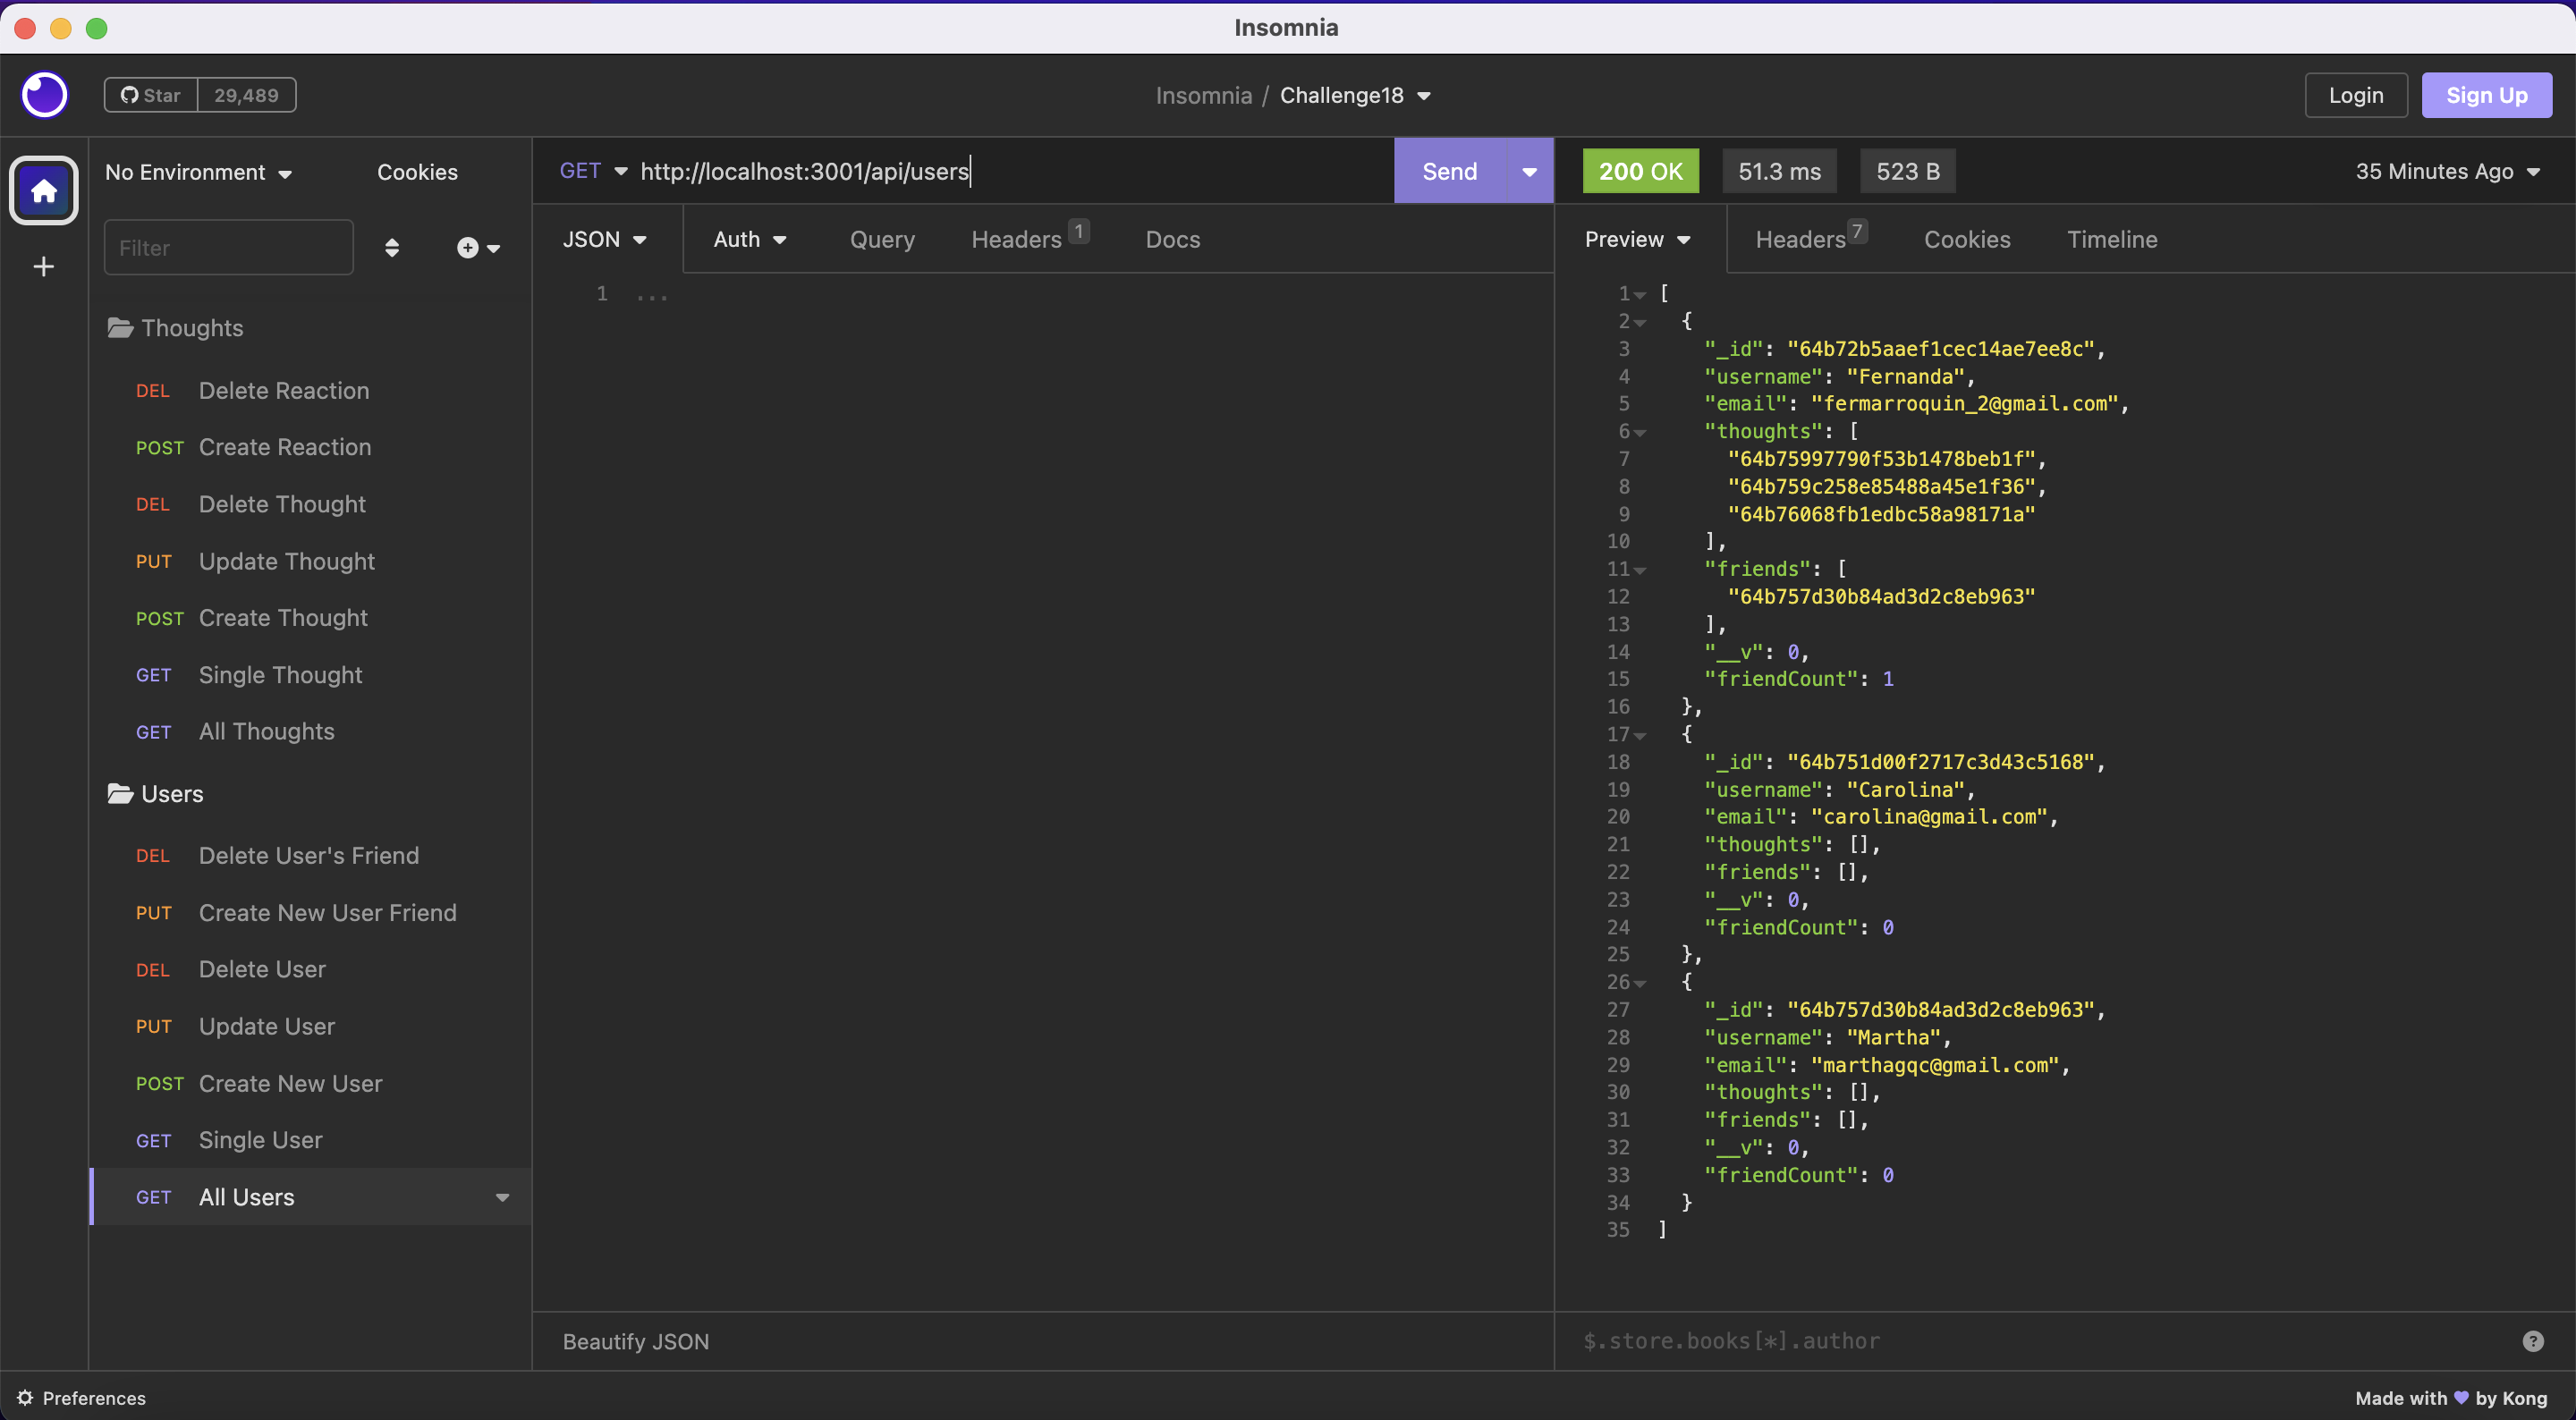 Insomnia
Star 29,489
Insomnia / Challenge18
Login
Sign Up
No Environment
Cookies
Filter
Thoughts
DEL Delete Reaction
POST Create Reaction
DEL Delete Thought
PUT Update Thought
POST Create Thought
GET Single Thought
GET All Thoughts
Users
DEL Delete User's Friend
PUT Create New User Friend
DEL Delete User
PUT Update User
POST Create New User
GET Single User
GET All Users
GET http://localhost:3001/api/users
Send
JSON Auth Query Headers 1 Docs
1 ...
Beautify JSON
200 OK 51.3 ms 523 B 35 Minutes Ago
Preview Headers 7 Cookies Timeline
1 [
2 {
3 "_id": "64b72b5aaef1cec14ae7ee8c",
4 "username": "Fernanda",
5 "email": "fermarroquin_2@gmail.com",
6 "thoughts": [
7 "64b75997790f53b1478beb1f",
8 "64b759c258e85488a45e1f36",
9 "64b76068fb1edbc58a98171a"
10 ],
11 "friends": [
12 "64b757d30b84ad3d2c8eb963"
13 ],
14 "__v": 0,
15 "friendCount": 1
16 },
17 {
18 "_id": "64b751d00f2717c3d43c5168",
19 "username": "Carolina",
20 "email": "carolina@gmail.com",
21 "thoughts": [],
22 "friends": [],
23 "__v": 0,
24 "friendCount": 0
25 },
26 {
27 "_id": "64b757d30b84ad3d2c8eb963",
28 "username": "Martha",
29 "email": "marthagqc@gmail.com",
30 "thoughts": [],
31 "friends": [],
32 "__v": 0,
33 "friendCount": 0
34 }
35 ]
$.store.books[*].author
?
Preferences
Made with 💜 by Kong